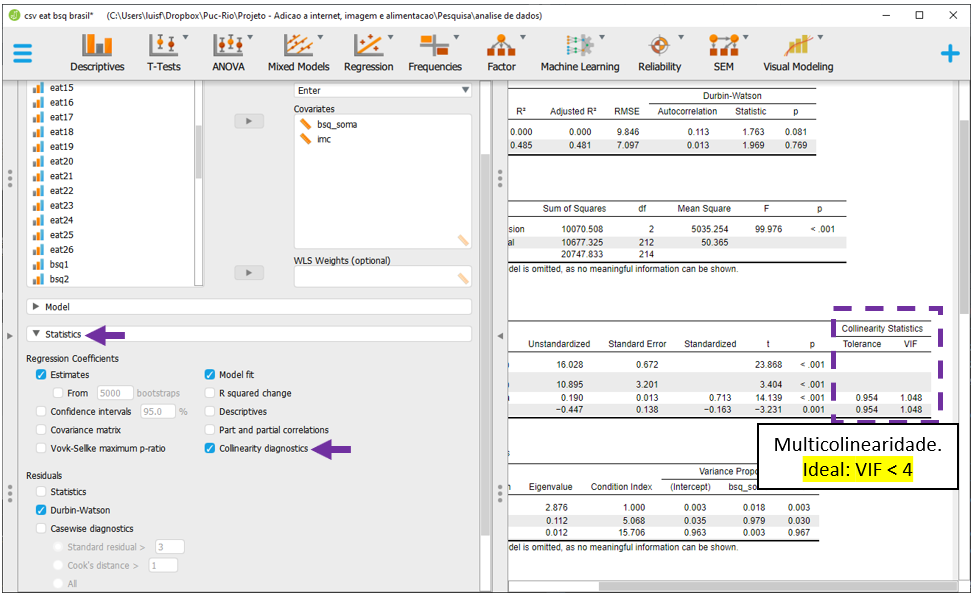 csv eat bsq brasil* (C:\Users\luisf\Dropbox\Puc-Rio\Projeto - Adicao a internet, imagem e alimentacao\Pesquisa\analise de dados)
Descriptives T-Tests ANOVA Mixed Models Regression Frequencies Factor Machine Learning Reliability SEM Visual Modeling
eat15
eat16
eat17
eat18
eat19
eat20
eat21
eat22
eat23
eat24
eat25
eat26
bsq1
bsq2
Enter
Covariates
bsq_soma
imc
WLS Weights (optional)
Model
Statistics
Regression Coefficients
Estimates
From 5000 bootstraps
Confidence intervals 95.0 %
Covariance matrix
Vovk-Sellke maximum p-ratio
Model fit
R squared change
Descriptives
Part and partial correlations
Collinearity diagnostics
Residuals
Statistics
Durbin-Watson
Casewise diagnostics
Standard residual > 3
Cook's distance > 1
All
Durbin-Watson
R² Adjusted R² RMSE Autocorrelation Statistic p
0.000 0.000 9.846 0.113 1.763 0.081
0.485 0.481 7.097 0.013 1.969 0.769
Sum of Squares df Mean Square F p
sion 10070.508 2 5035.254 99.976 < .001
al 10677.325 212 50.365
20747.833 214
del is omitted, as no meaningful information can be shown.
Collinearity Statistics
Unstandardized Standard Error Standardized t p Tolerance VIF
) 16.028 0.672 23.868 < .001
) 10.895 3.201 3.404 < .001
0.190 0.013 0.713 14.139 < .001 0.954 1.048
−0.447 0.138 −0.163 −3.231 0.001 0.954 1.048
Multicolinearidade.
Ideal: VIF < 4
s
Variance Propo
n Eigenvalue Condition Index (Intercept) bsq_so
2.876 1.000 0.003 0.018 0.003
0.112 5.068 0.035 0.979 0.030
0.012 15.706 0.963 0.003 0.967
del is omitted, as no meaningful information can be shown.